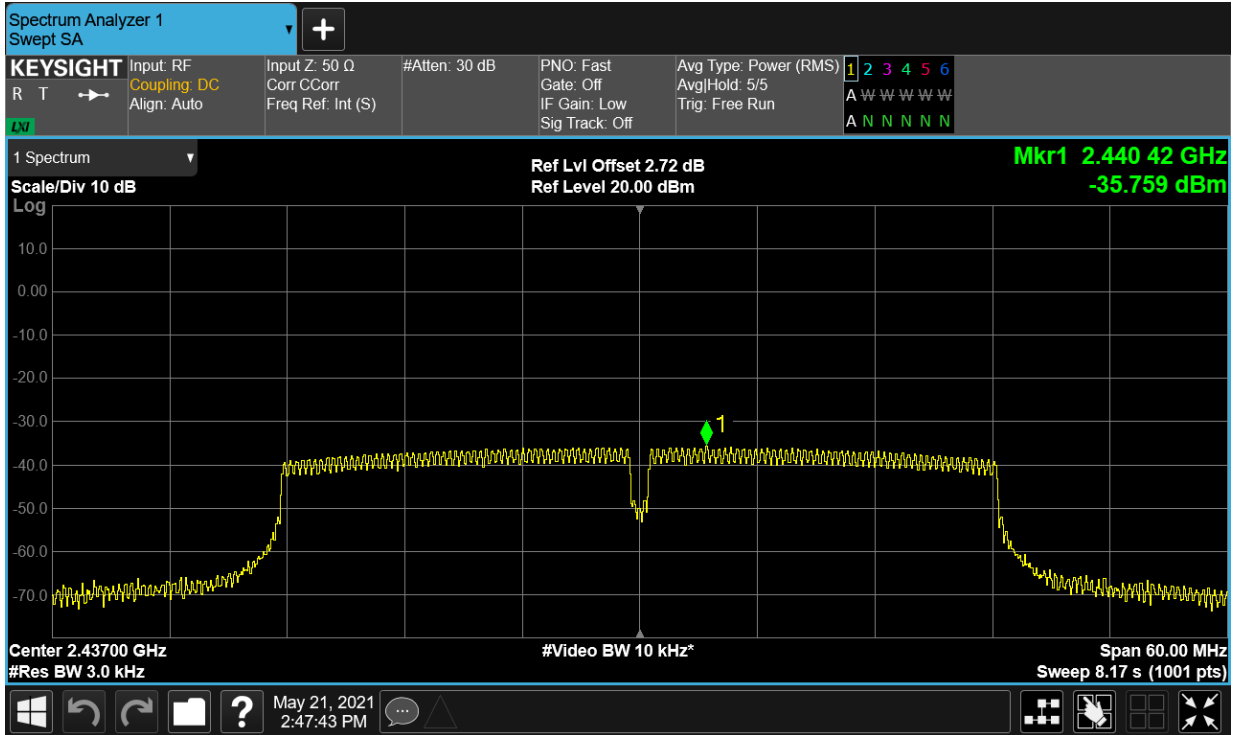 Spectrum Analyzer 1
Swept SA
+
KEYSIGHT
R T
LXI
Input: RF
Coupling: DC
Align: Auto
Input Z: 50 Ω
Corr CCorr
Freq Ref: Int (S)
#Atten: 30 dB
PNO: Fast
Gate: Off
IF Gain: Low
Sig Track: Off
Avg Type: Power (RMS)
Avg|Hold: 5/5
Trig: Free Run
1 2 3 4 5 6
A W W W W W
A N N N N N
1 Spectrum
Scale/Div 10 dB
Ref Lvl Offset 2.72 dB
Ref Level 20.00 dBm
Mkr1 2.440 42 GHz
-35.759 dBm
Log
10.0
0.00
-10.0
-20.0
-30.0
1
-40.0
-50.0
-60.0
-70.0
Center 2.43700 GHz
#Video BW 10 kHz*
Span 60.00 MHz
#Res BW 3.0 kHz
Sweep 8.17 s (1001 pts)
?
May 21, 2021
2:47:43 PM